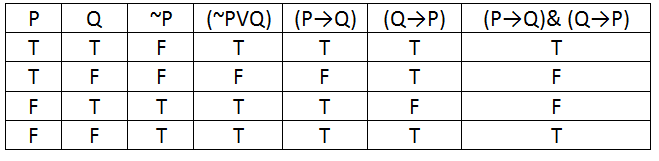 P Q ~P (~PVQ) (P→Q) (Q→P) (P→Q)& (Q→P)
T T F T T T T
T F F F F T F
F T T T T F F
F F T T T T T